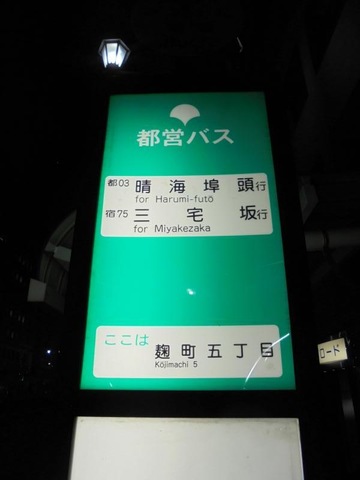 都営バス
都03 晴海埠頭行
for Harumi-futō
宿75 三宅坂行
for Miyakezaka
ここは 麹町五丁目
Kōjimachi 5
ロード